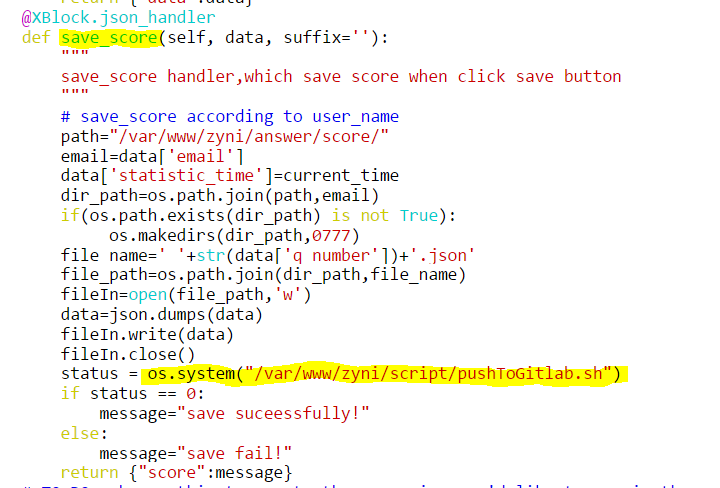 @XBlock.json_handler
def save_score(self, data, suffix=''):
"""
save_score handler,which save score when click save button
"""
# save_score according to user_name
path="/var/www/zyni/answer/score/"
email=data['email']
data['statistic_time']=current_time
dir_path=os.path.join(path,email)
if(os.path.exists(dir_path) is not True):
os.makedirs(dir_path,0777)
file name=' '+str(data['q number'])+'.json'
file_path=os.path.join(dir_path,file_name)
fileIn=open(file_path,'w')
data=json.dumps(data)
fileIn.write(data)
fileIn.close()
status = os.system("/var/www/zyni/script/pushToGitlab.sh")
if status == 0:
message="save suceessfully!"
else:
message="save fail!"
return {"score":message}